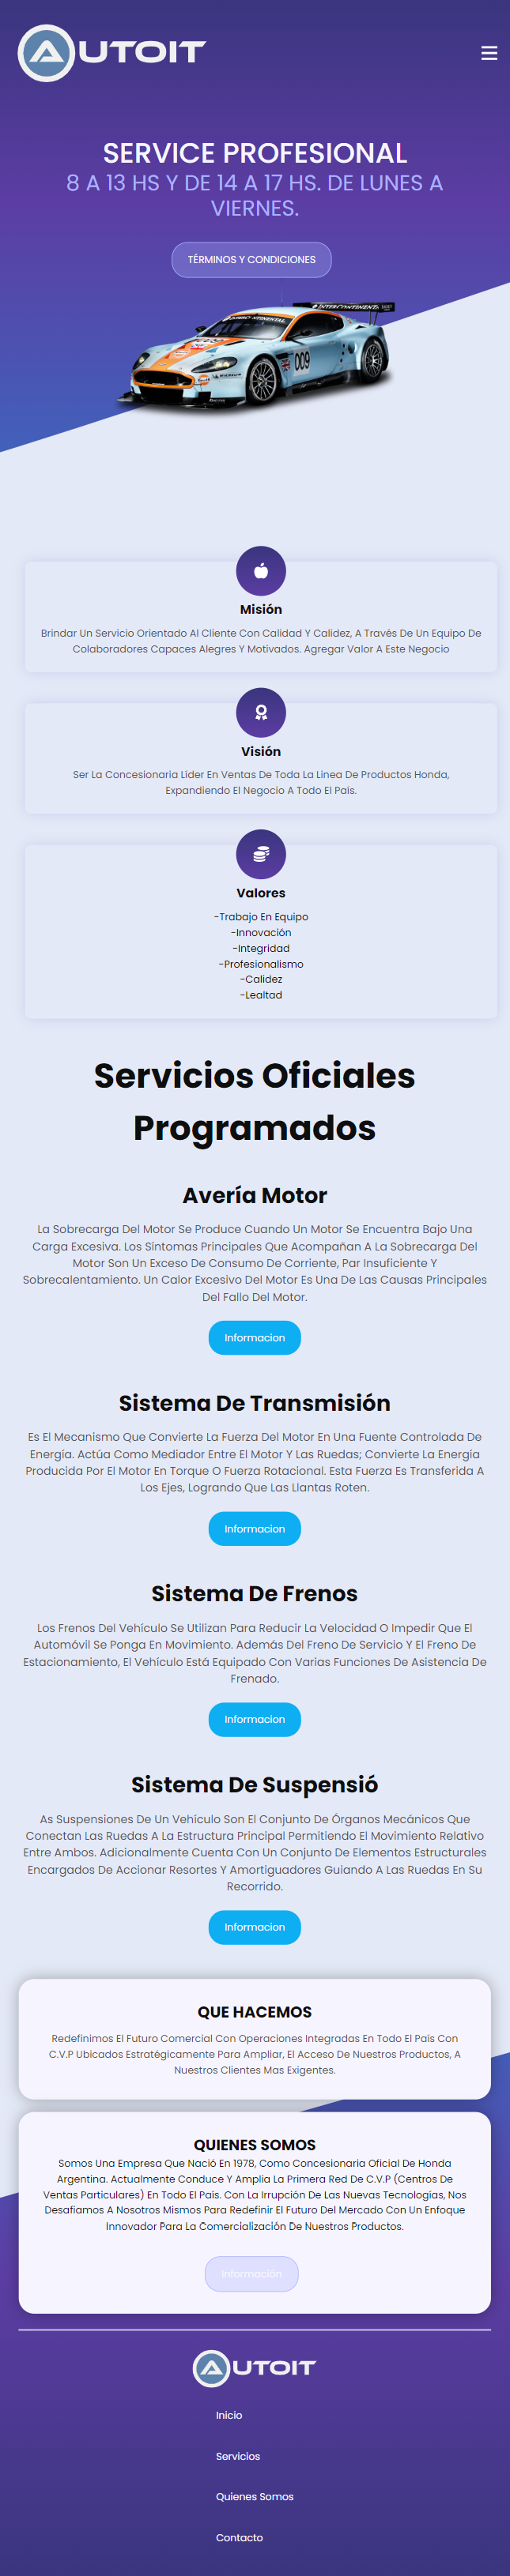 AUTOIT
SERVICE PROFESIONAL
8 A 13 HS Y DE 14 A 17 HS. DE LUNES A
VIERNES.
TÉRMINOS Y CONDICIONES
009
Misión
Brindar Un Servicio Orientado Al Cliente Con Calidad Y Calidez, A Través De Un Equipo De
Colaboradores Capaces Alegres Y Motivados. Agregar Valor A Este Negocio
Visión
Ser La Concesionaria Lider En Ventas De Toda La Linea De Productos Honda,
Expandiendo El Negocio A Todo El Pais.
Valores
-Trabajo En Equipo
-Innovación
-Integridad
-Profesionalismo
-Calidez
-Lealtad
Servicios Oficiales
Programados
Avería Motor
La Sobrecarga Del Motor Se Produce Cuando Un Motor Se Encuentra Bajo Una
Carga Excesiva. Los Síntomas Principales Que Acompañan A La Sobrecarga Del
Motor Son Un Exceso De Consumo De Corriente, Par Insuficiente Y
Sobrecalentamiento. Un Calor Excesivo Del Motor Es Una De Las Causas Principales
Del Fallo Del Motor.
Informacion
Sistema De Transmisión
Es El Mecanismo Que Convierte La Fuerza Del Motor En Una Fuente Controlada De
Energía. Actúa Como Mediador Entre El Motor Y Las Ruedas; Convierte La Energía
Producida Por El Motor En Torque O Fuerza Rotacional. Esta Fuerza Es Transferida A
Los Ejes, Logrando Que Las Llantas Roten.
Informacion
Sistema De Frenos
Los Frenos Del Vehículo Se Utilizan Para Reducir La Velocidad O Impedir Que El
Automóvil Se Ponga En Movimiento. Además Del Freno De Servicio Y El Freno De
Estacionamiento, El Vehículo Está Equipado Con Varias Funciones De Asistencia De
Frenado.
Informacion
Sistema De Suspensió
As Suspensiones De Un Vehículo Son El Conjunto De Órganos Mecánicos Que
Conectan Las Ruedas A La Estructura Principal Permitiendo El Movimiento Relativo
Entre Ambos. Adicionalmente Cuenta Con Un Conjunto De Elementos Estructurales
Encargados De Accionar Resortes Y Amortiguadores Guiando A Las Ruedas En Su
Recorrido.
Informacion
QUE HACEMOS
Redefinimos El Futuro Comercial Con Operaciones Integradas En Todo El Pais Con
C.V.P Ubicados Estratégicamente Para Ampliar, El Acceso De Nuestros Productos, A
Nuestros Clientes Mas Exigentes.
QUIENES SOMOS
Somos Una Empresa Que Nació En 1978, Como Concesionaria Oficial De Honda
Argentina. Actualmente Conduce Y Amplia La Primera Red De C.V.P (Centros De
Ventas Particulares) En Todo El Pais. Con La Irrupción De Las Nuevas Tecnologias, Nos
Desafiamos A Nosotros Mismos Para Redefinir El Futuro Del Mercado Con Un Enfoque
Innovador Para La Comercialización De Nuestros Productos.
Información
AUTOIT
Inicio
Servicios
Quienes Somos
Contacto